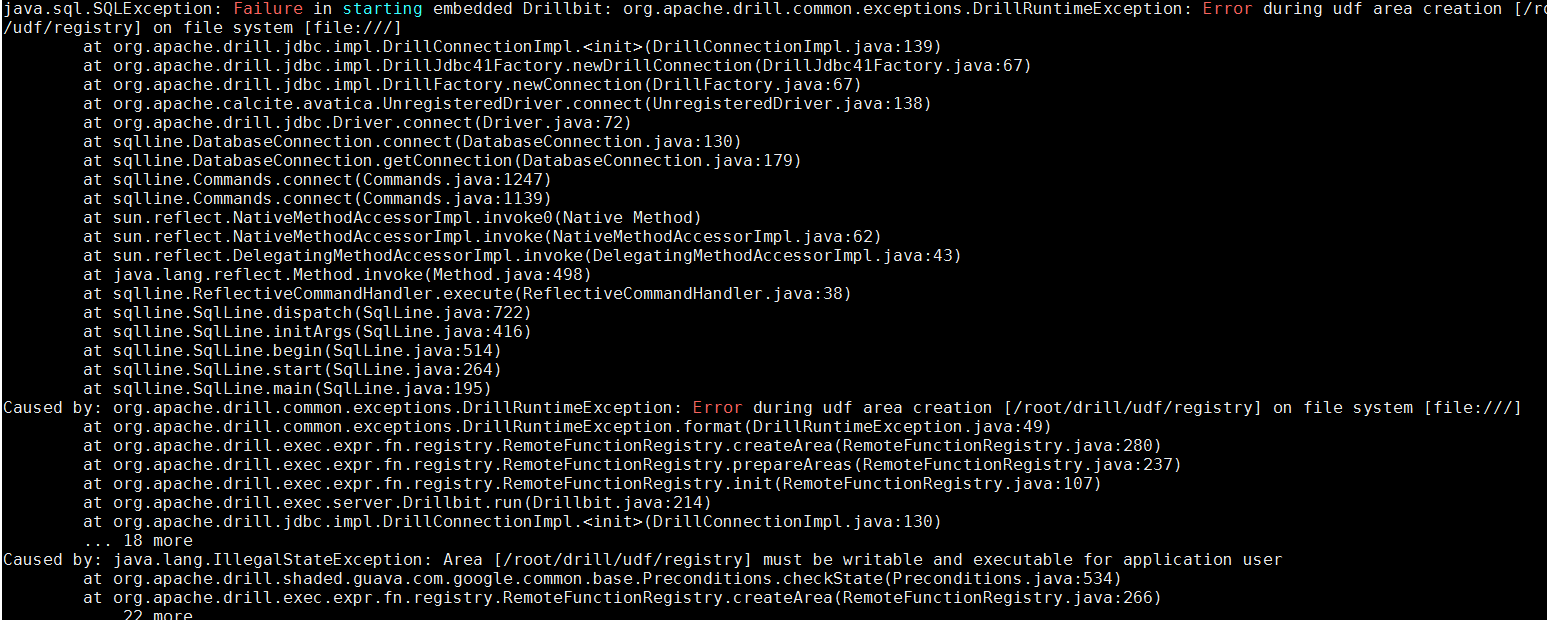 java.sql.SQLException: Failure in starting embedded Drillbit: org.apache.drill.common.exceptions.DrillRuntimeException: Error during udf area creation [/ro
/udf/registry] on file system [file:///]
at org.apache.drill.jdbc.impl.DrillConnectionImpl.<init>(DrillConnectionImpl.java:139)
at org.apache.drill.jdbc.impl.DrillJdbc41Factory.newDrillConnection(DrillJdbc41Factory.java:67)
at org.apache.drill.jdbc.impl.DrillFactory.newConnection(DrillFactory.java:67)
at org.apache.calcite.avatica.UnregisteredDriver.connect(UnregisteredDriver.java:138)
at org.apache.drill.jdbc.Driver.connect(Driver.java:72)
at sqlline.DatabaseConnection.connect(DatabaseConnection.java:130)
at sqlline.DatabaseConnection.getConnection(DatabaseConnection.java:179)
at sqlline.Commands.connect(Commands.java:1247)
at sqlline.Commands.connect(Commands.java:1139)
at sun.reflect.NativeMethodAccessorImpl.invoke0(Native Method)
at sun.reflect.NativeMethodAccessorImpl.invoke(NativeMethodAccessorImpl.java:62)
at sun.reflect.DelegatingMethodAccessorImpl.invoke(DelegatingMethodAccessorImpl.java:43)
at java.lang.reflect.Method.invoke(Method.java:498)
at sqlline.ReflectiveCommandHandler.execute(ReflectiveCommandHandler.java:38)
at sqlline.SqlLine.dispatch(SqlLine.java:722)
at sqlline.SqlLine.initArgs(SqlLine.java:416)
at sqlline.SqlLine.begin(SqlLine.java:514)
at sqlline.SqlLine.start(SqlLine.java:264)
at sqlline.SqlLine.main(SqlLine.java:195)
Caused by: org.apache.drill.common.exceptions.DrillRuntimeException: Error during udf area creation [/root/drill/udf/registry] on file system [file:///]
at org.apache.drill.common.exceptions.DrillRuntimeException.format(DrillRuntimeException.java:49)
at org.apache.drill.exec.expr.fn.registry.RemoteFunctionRegistry.createArea(RemoteFunctionRegistry.java:280)
at org.apache.drill.exec.expr.fn.registry.RemoteFunctionRegistry.prepareAreas(RemoteFunctionRegistry.java:237)
at org.apache.drill.exec.expr.fn.registry.RemoteFunctionRegistry.init(RemoteFunctionRegistry.java:107)
at org.apache.drill.exec.server.Drillbit.run(Drillbit.java:214)
at org.apache.drill.jdbc.impl.DrillConnectionImpl.<init>(DrillConnectionImpl.java:130)
... 18 more
Caused by: java.lang.IllegalStateException: Area [/root/drill/udf/registry] must be writable and executable for application user
at org.apache.drill.shaded.guava.com.google.common.base.Preconditions.checkState(Preconditions.java:534)
at org.apache.drill.exec.expr.fn.registry.RemoteFunctionRegistry.createArea(RemoteFunctionRegistry.java:266)
22 more